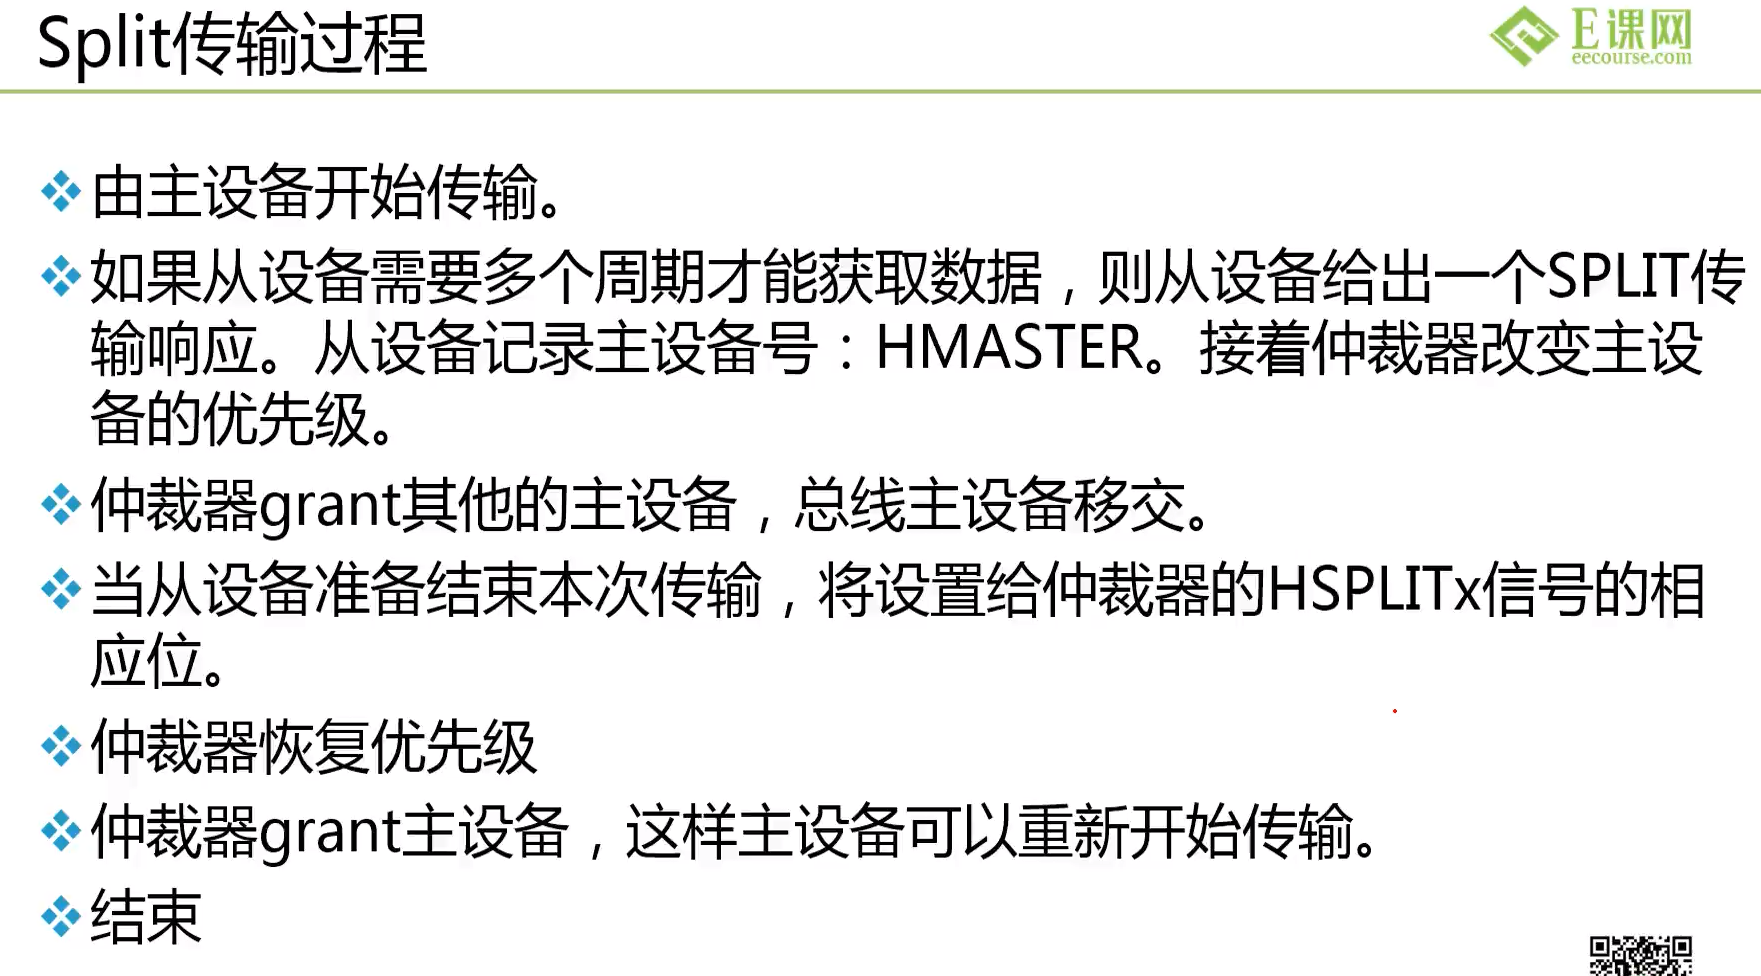 Split传输过程
E课网
eecourse.com
由主设备开始传输。
如果从设备需要多个周期才能获取数据，则从设备给出一个SPLIT传
输响应。从设备记录主设备号：HMASTER。接着仲裁器改变主设
备的优先级。
仲裁器grant其他的主设备，总线主设备移交。
当从设备准备结束本次传输，将设置给仲裁器的HSPLITx信号的相
应位。
仲裁器恢复优先级
仲裁器grant主设备，这样主设备可以重新开始传输。
结束